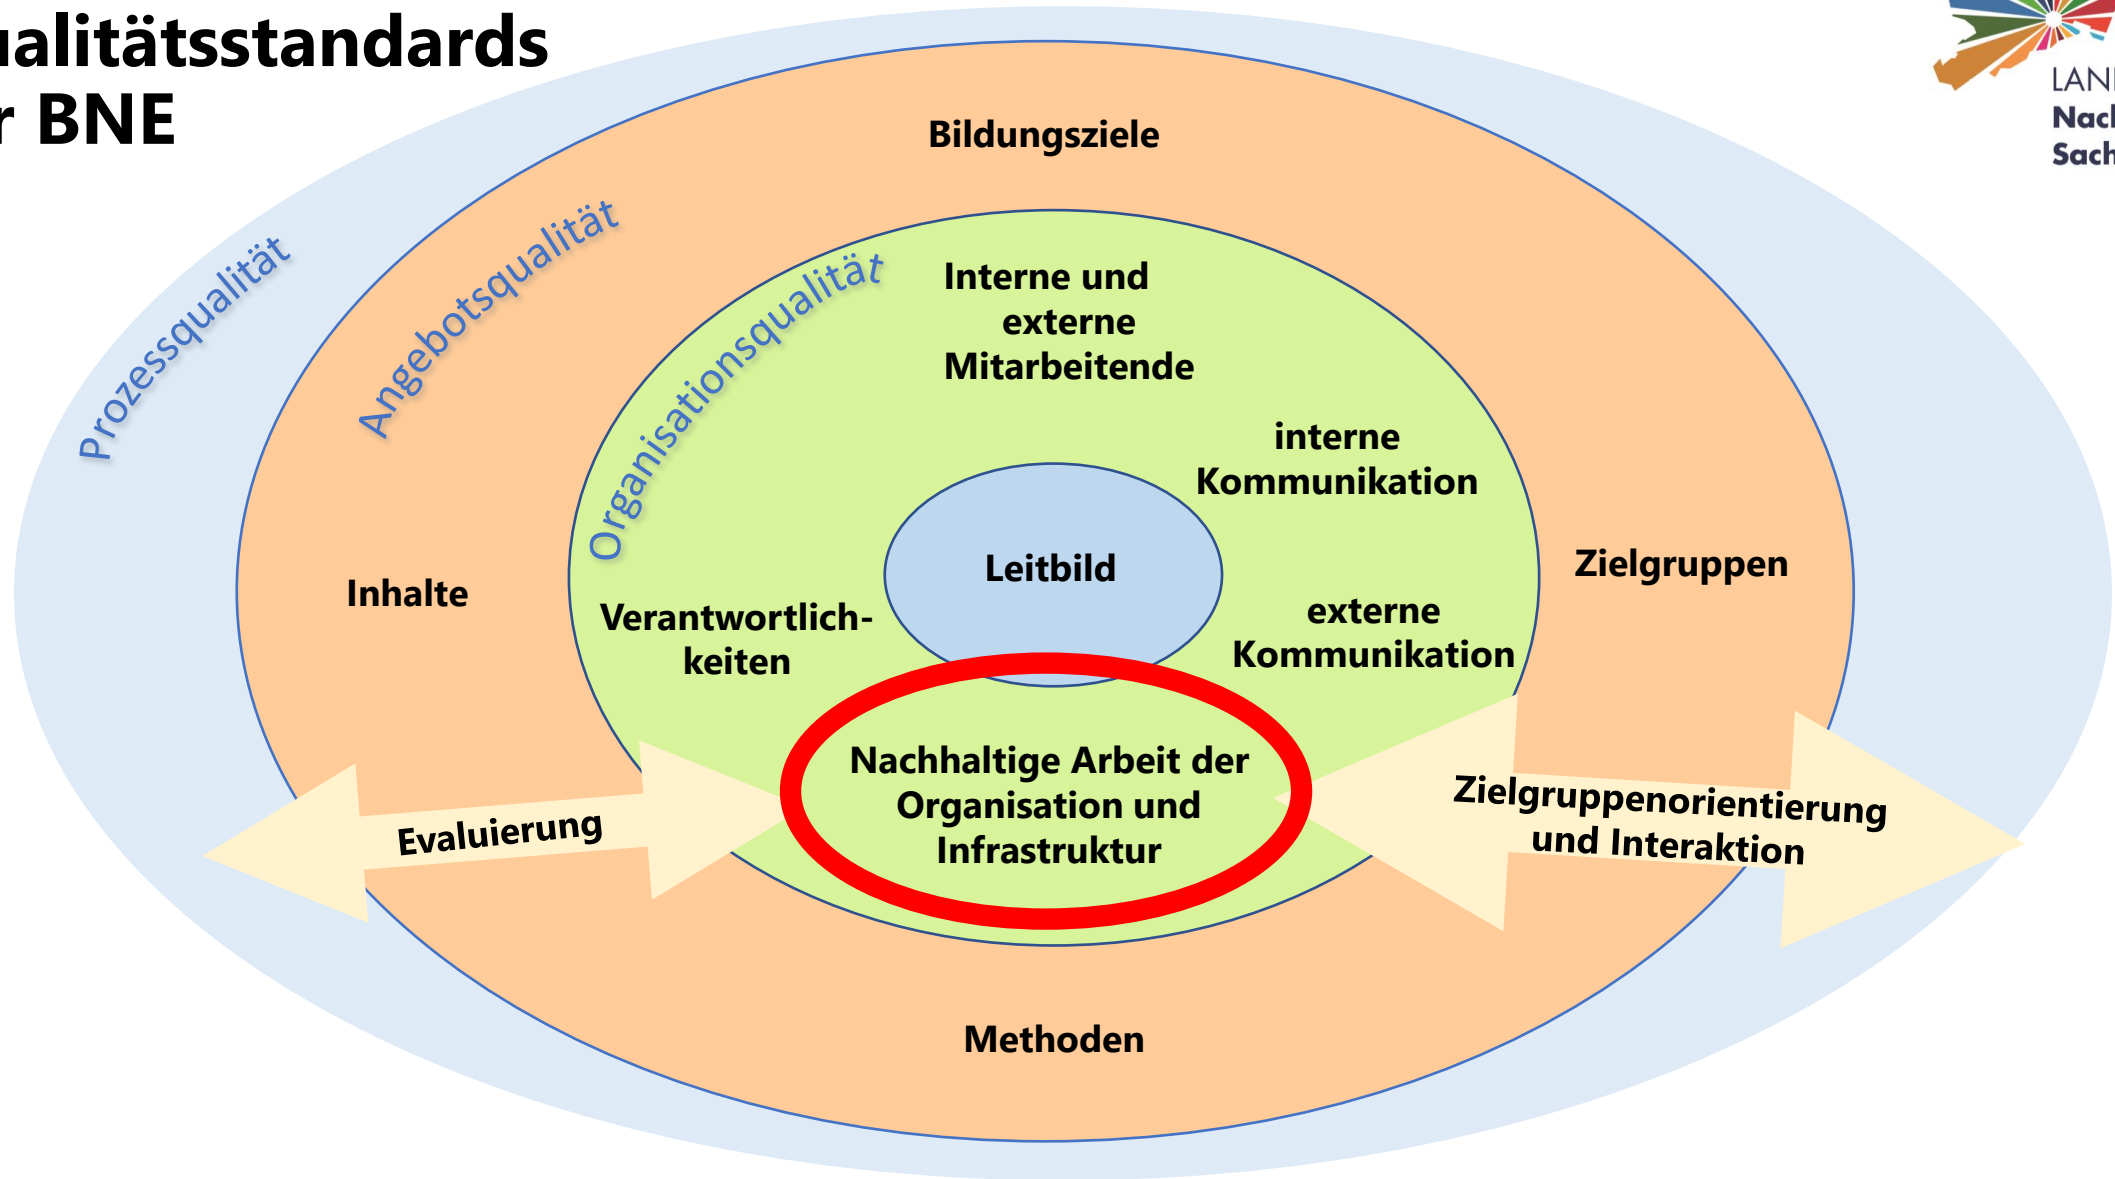 ualitätsstandards
r BNE
LAN
Nach
Sach
Bildungsziele
Prozessqualität
Angebotsqualität
Organisationsqualität
Interne und
externe
Mitarbeitende
interne
Kommunikation
Leitbild
Zielgruppen
Inhalte
Verantwortlich-
keiten
externe
Kommunikation
Nachhaltige Arbeit der
Organisation und
Infrastruktur
Evaluierung
Zielgruppenorientierung
und Interaktion
Methoden